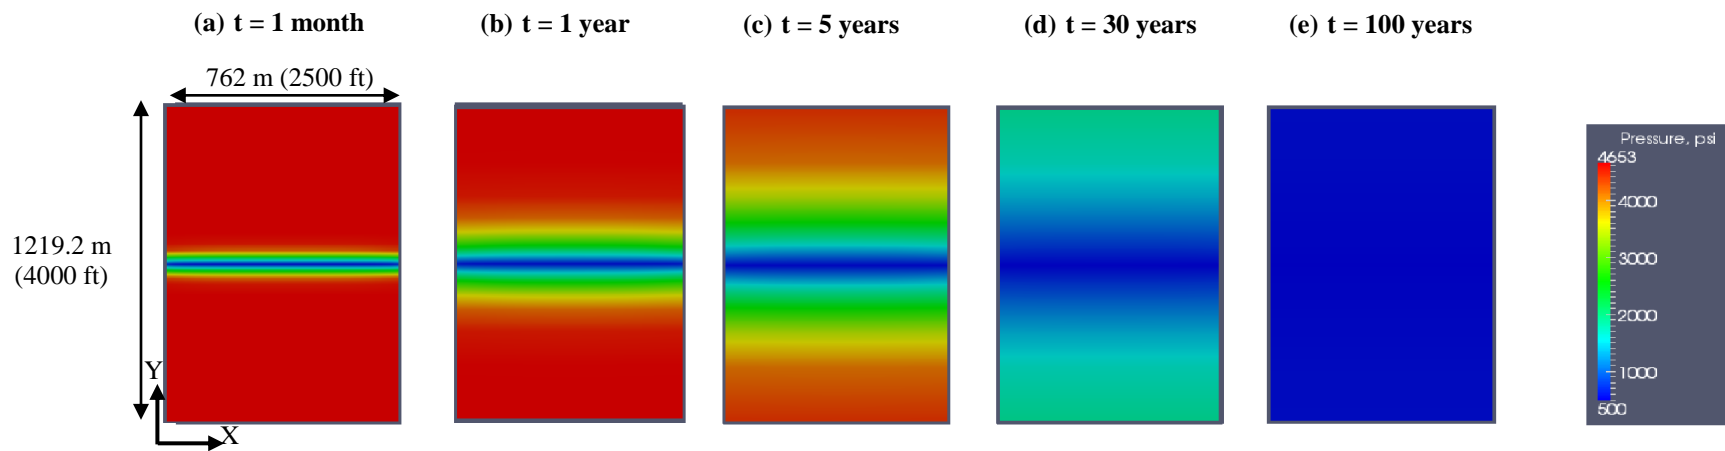 (a) t = 1 month
(b) t = 1 year
(c) t = 5 years
(d) t = 30 years
(e) t = 100 years
762 m (2500 ft)
1219.2 m
(4000 ft)
Y
X
Pressure, psi
4653
4000
3000
2000
1000
500